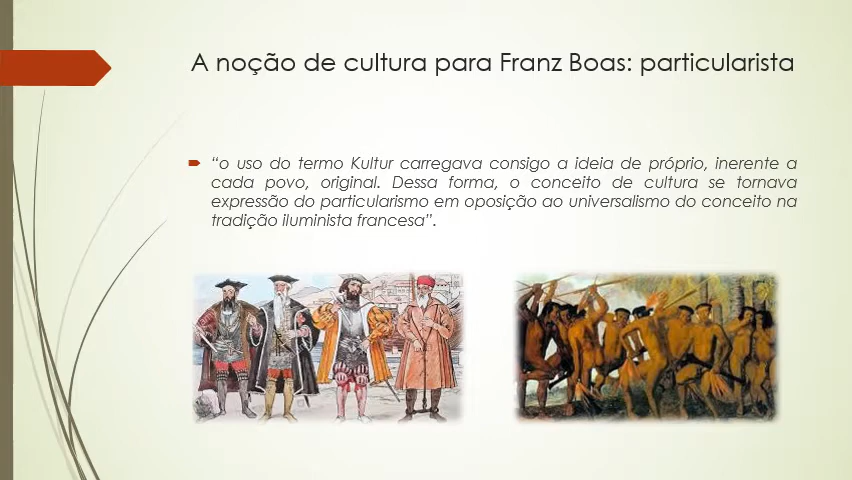 A noção de cultura para Franz Boas: particularista
“o uso do termo Kultur carregava consigo a ideia de próprio, inerente a
cada povo, original. Dessa forma, o conceito de cultura se tornava
expressão do particularismo em oposição ao universalismo do conceito na
tradição iluminista francesa”.